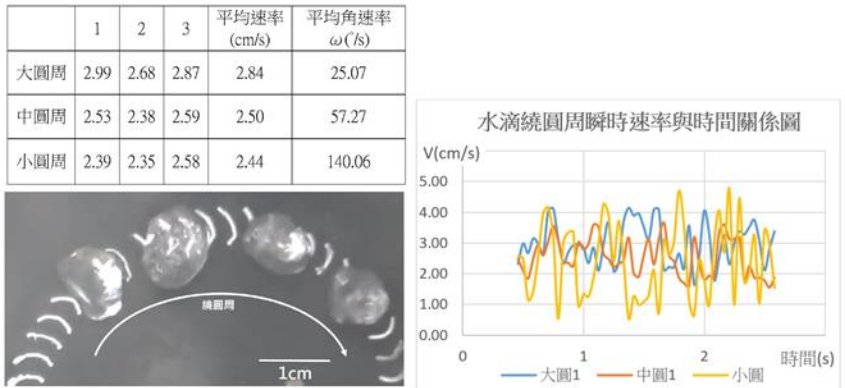 1 2 3 平均速率 (cm/s) 平均角速率 ω(°/s)
大圓周 2.99 2.68 2.87 2.84 25.07
中圓周 2.53 2.38 2.59 2.50 57.27
小圓周 2.39 2.35 2.58 2.44 140.06
繞圓周
1cm
水滴繞圓周瞬時速率與時間關係圖
V(cm/s)
5.00
4.00
3.00
2.00
1.00
0.00
0 1 2 時間(s)
大圓1 中圓1 小圓